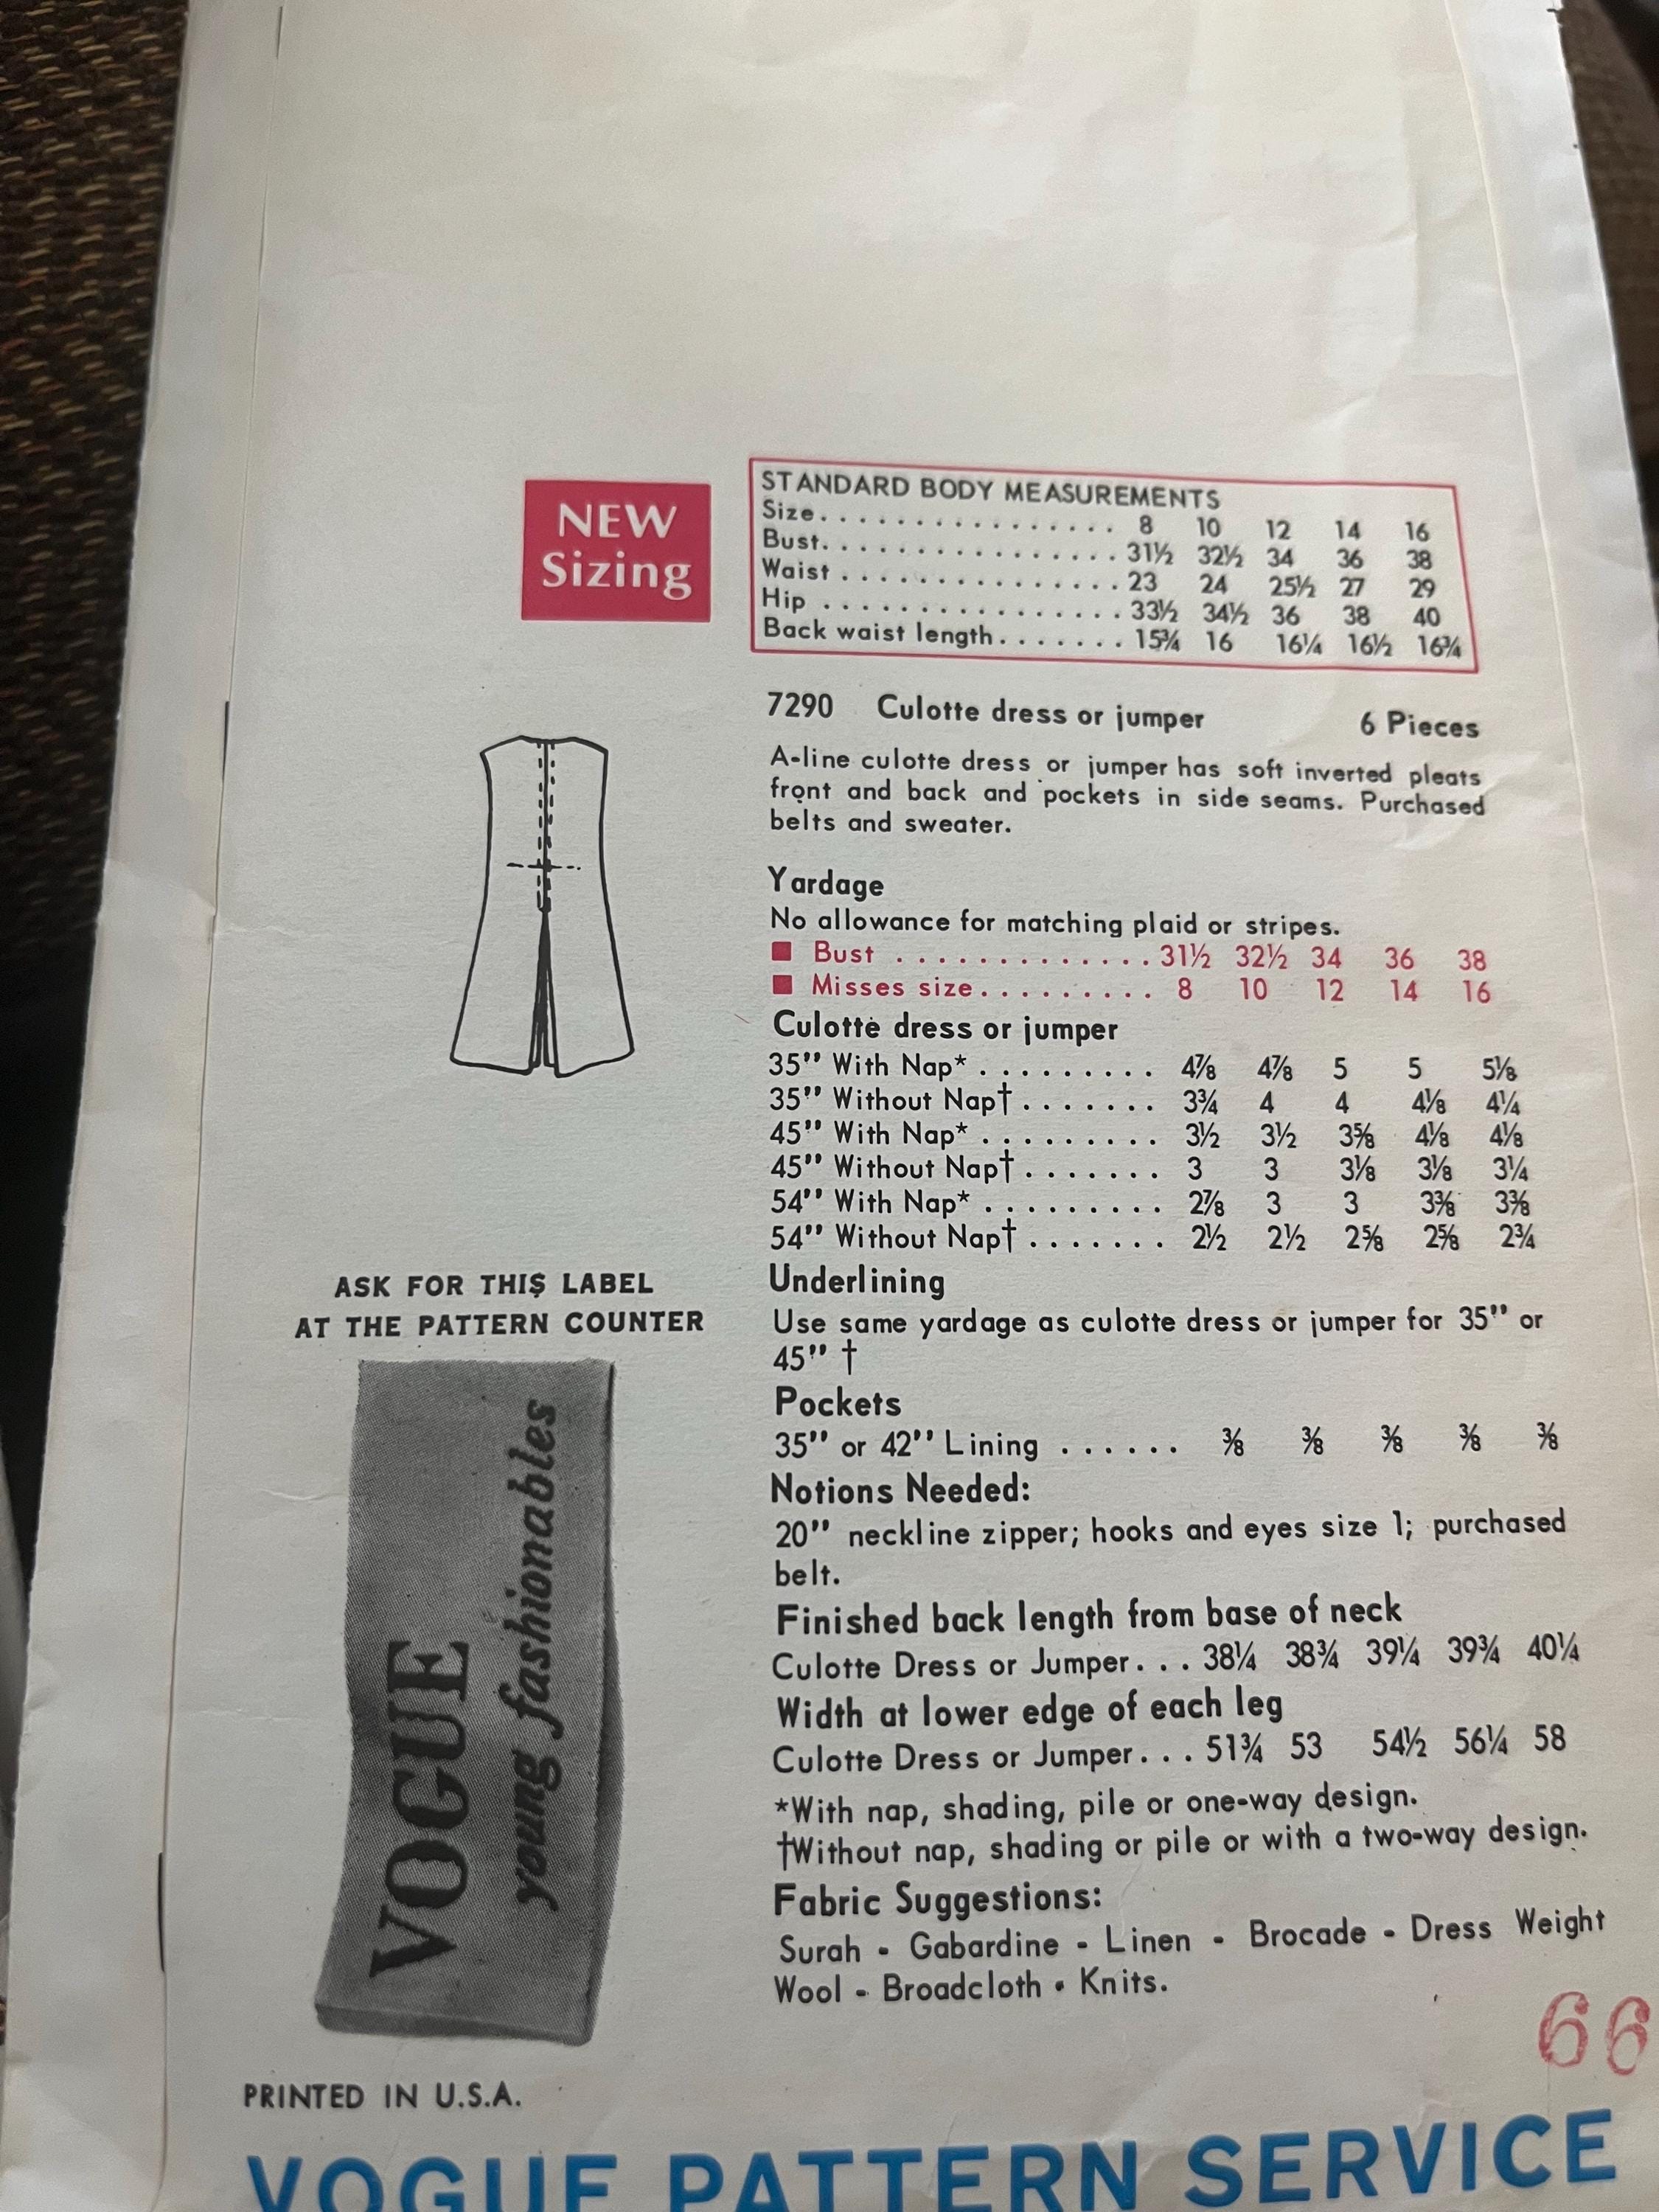 NEW
Sizing
STANDARD BODY MEASUREMENTS
Size................ 8 10 12 14 16
Bust................ 31½ 32½ 34 36 38
Waist............... 23 24 25½ 27 29
Hip ................ 33½ 34½ 36 38 40
Back waist length....... 15¾ 16 16¼ 16½ 16¾
7290 Culotte dress or jumper 6 Pieces
A-line culotte dress or jumper has soft inverted pleats
front and back and pockets in side seams. Purchased
belts and sweater.
Yardage
No allowance for matching plaid or stripes.
■ Bust ............. 31½ 32½ 34 36 38
■ Misses size......... 8 10 12 14 16
Culotte dress or jumper
35" With Nap* ......... 4⅞ 4⅞ 5 5 5⅛
35" Without Nap† ....... 3¾ 4 4 4⅛ 4¼
45" With Nap* ......... 3½ 3½ 3⅝ 4⅛ 4⅛
45" Without Nap† ....... 3 3 3⅛ 3⅛ 3¼
54" With Nap* ......... 2⅞ 3 3 3⅜ 3⅜
54" Without Nap† ....... 2½ 2½ 2⅝ 2⅝ 2¾
Underlining
Use same yardage as culotte dress or jumper for 35" or
45" †
Pockets
35" or 42" Lining ...... ⅜ ⅜ ⅜ ⅜ ⅜
Notions Needed:
20" neckline zipper; hooks and eyes size 1; purchased
belt.
Finished back length from base of neck
Culotte Dress or Jumper... 38¼ 38¾ 39¼ 39¾ 40¼
Width at lower edge of each leg
Culotte Dress or Jumper... 51¾ 53 54½ 56¼ 58
*With nap, shading, pile or one-way design.
†Without nap, shading or pile or with a two-way design.
Fabric Suggestions:
Surah - Gabardine - Linen - Brocade - Dress Weight
Wool - Broadcloth - Knits.
ASK FOR THIS LABEL
AT THE PATTERN COUNTER
VOGUE
young fashionables
66
PRINTED IN U.S.A.
VOGUE PATTERN SERVICE